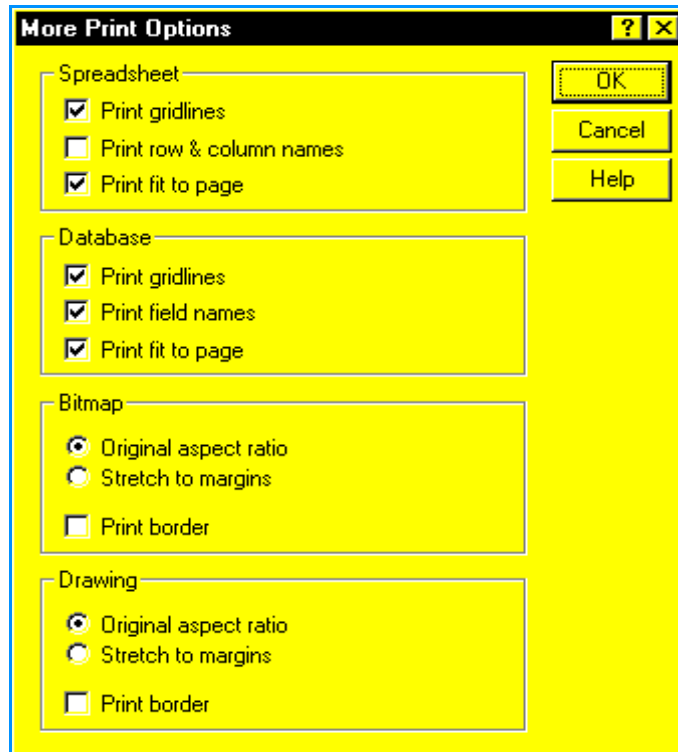 More Print Options
?
Spreadsheet
Print gridlines
Print row & column names
Print fit to page
OK
Cancel
Help
Database
Print gridlines
Print field names
Print fit to page
Bitmap
Original aspect ratio
Stretch to margins
Print border
Drawing
Original aspect ratio
Stretch to margins
Print border